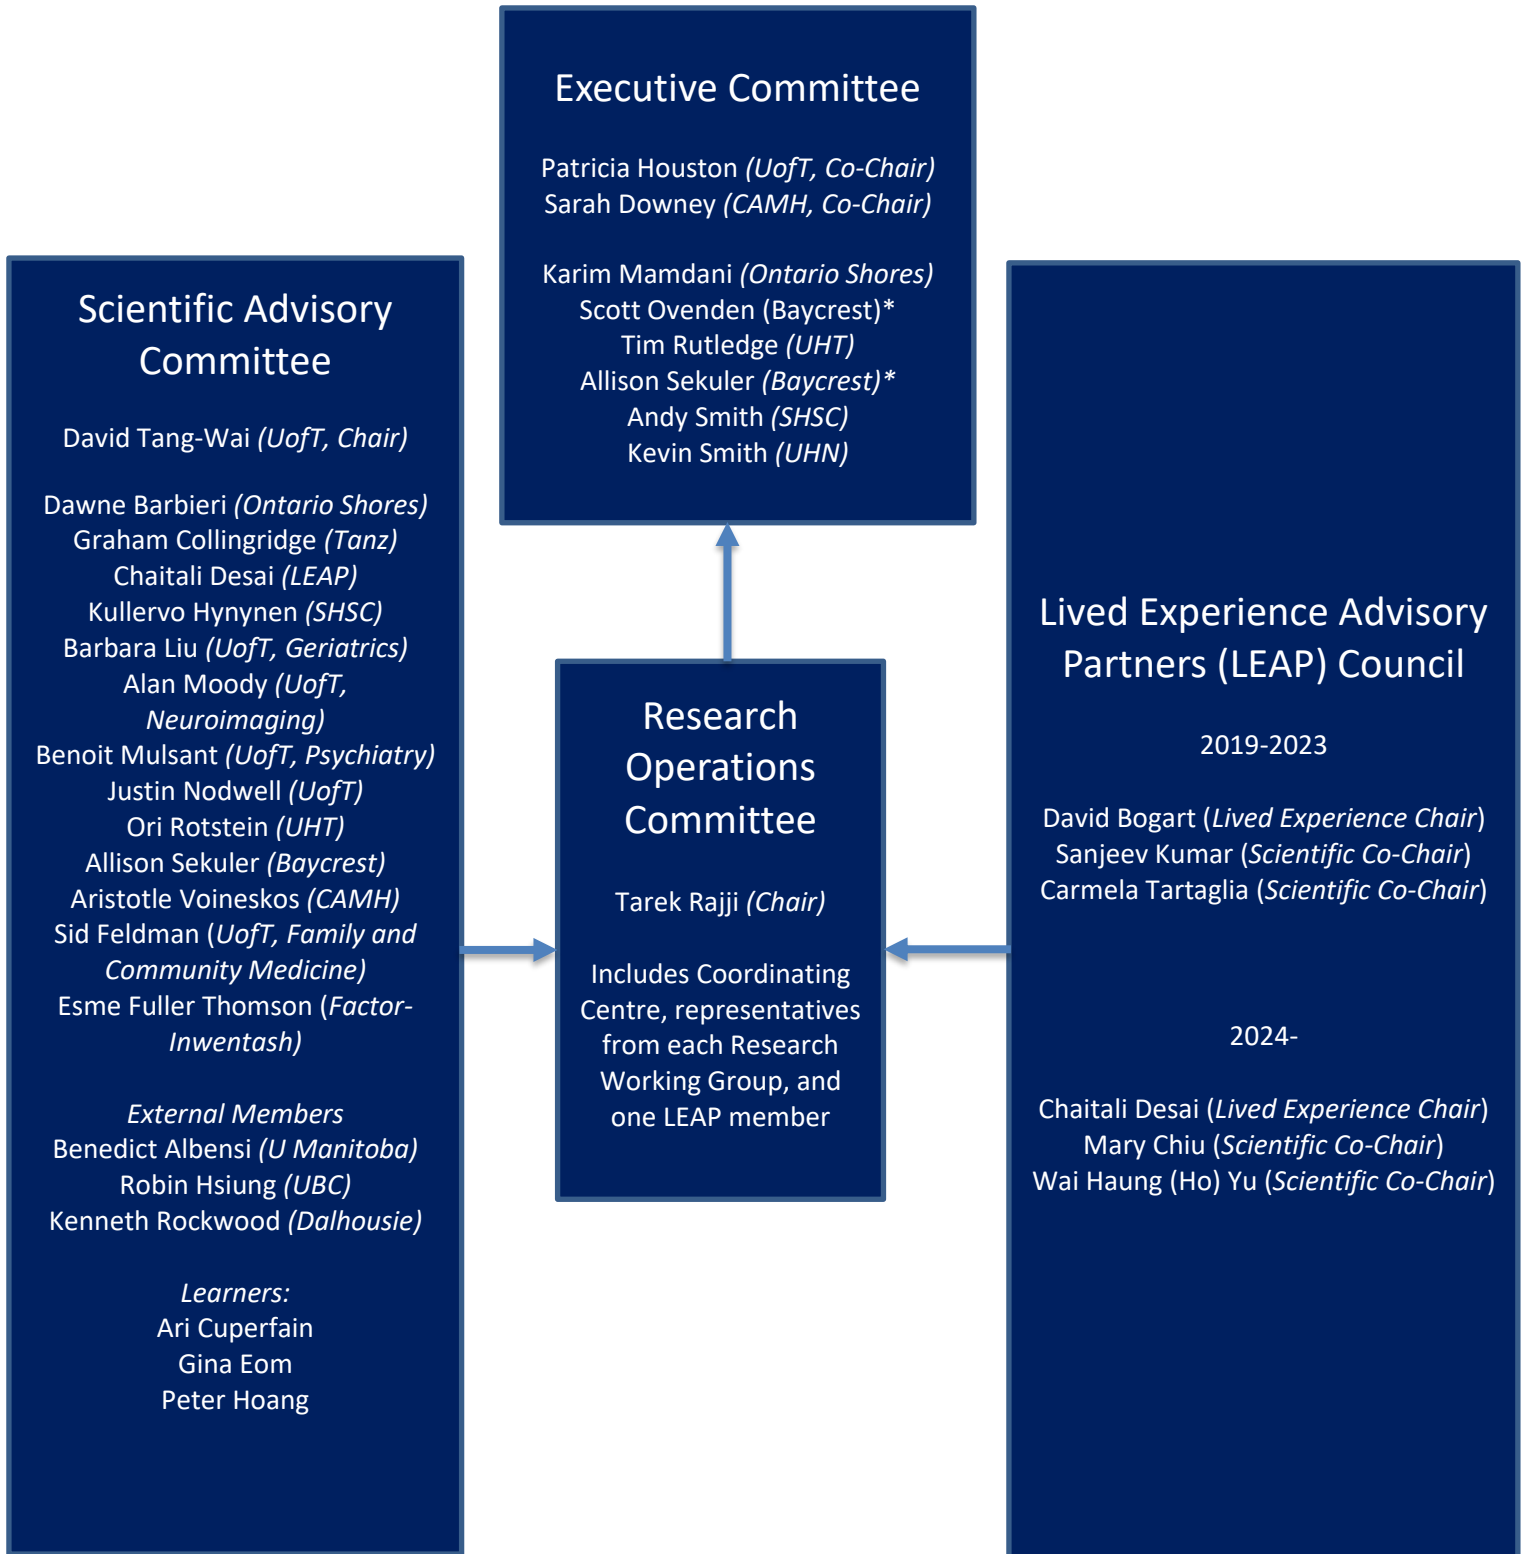 Executive Committee
Patricia Houston (UofT, Co-Chair)
Sarah Downey (CAMH, Co-Chair)
Karim Mamdani (Ontario Shores)
Scott Ovenden (Baycrest)*
Tim Rutledge (UHT)
Allison Sekuler (Baycrest)*
Andy Smith (SHSC)
Kevin Smith (UHN)
Scientific Advisory
Committee
David Tang-Wai (UofT, Chair)
Dawne Barbieri (Ontario Shores)
Graham Collingridge (Tanz)
Chaitali Desai (LEAP)
Kullervo Hynynen (SHSC)
Barbara Liu (UofT, Geriatrics)
Alan Moody (UofT,
Neuroimaging)
Benoit Mulsant (UofT, Psychiatry)
Justin Nodwell (UofT)
Ori Rotstein (UHT)
Allison Sekuler (Baycrest)
Aristotle Voineskos (CAMH)
Sid Feldman (UofT, Family and
Community Medicine)
Esme Fuller Thomson (Factor-
Inwentash)
External Members
Benedict Albensi (U Manitoba)
Robin Hsiung (UBC)
Kenneth Rockwood (Dalhousie)
Learners:
Ari Cuperfain
Gina Eom
Peter Hoang
Research
Operations
Committee
Tarek Rajji (Chair)
Includes Coordinating
Centre, representatives
from each Research
Working Group, and
one LEAP member
Lived Experience Advisory
Partners (LEAP) Council
2019-2023
David Bogart (Lived Experience Chair)
Sanjeev Kumar (Scientific Co-Chair)
Carmela Tartaglia (Scientific Co-Chair)
2024-
Chaitali Desai (Lived Experience Chair)
Mary Chiu (Scientific Co-Chair)
Wai Haung (Ho) Yu (Scientific Co-Chair)